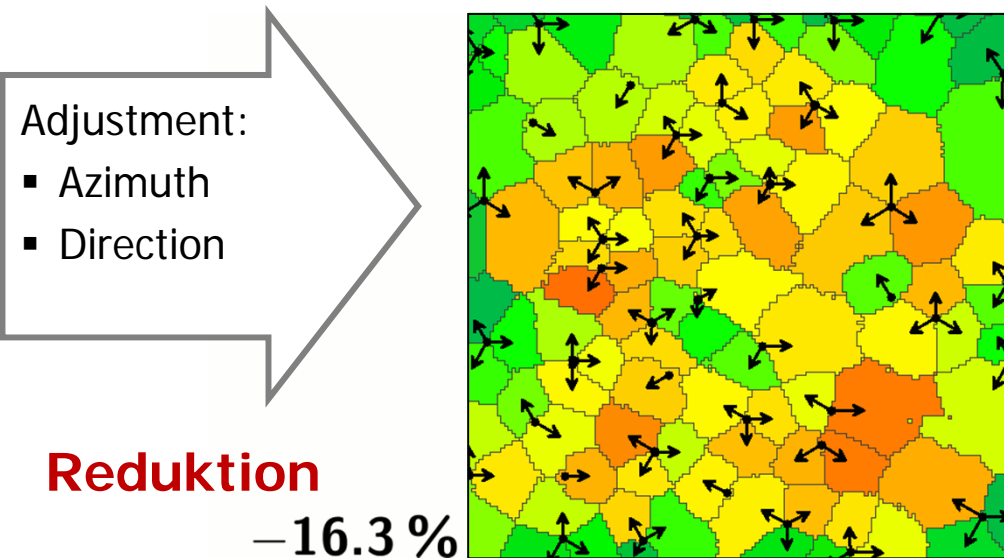 Adjustment:
▪ Azimuth
▪ Direction
Reduktion
−16.3 %